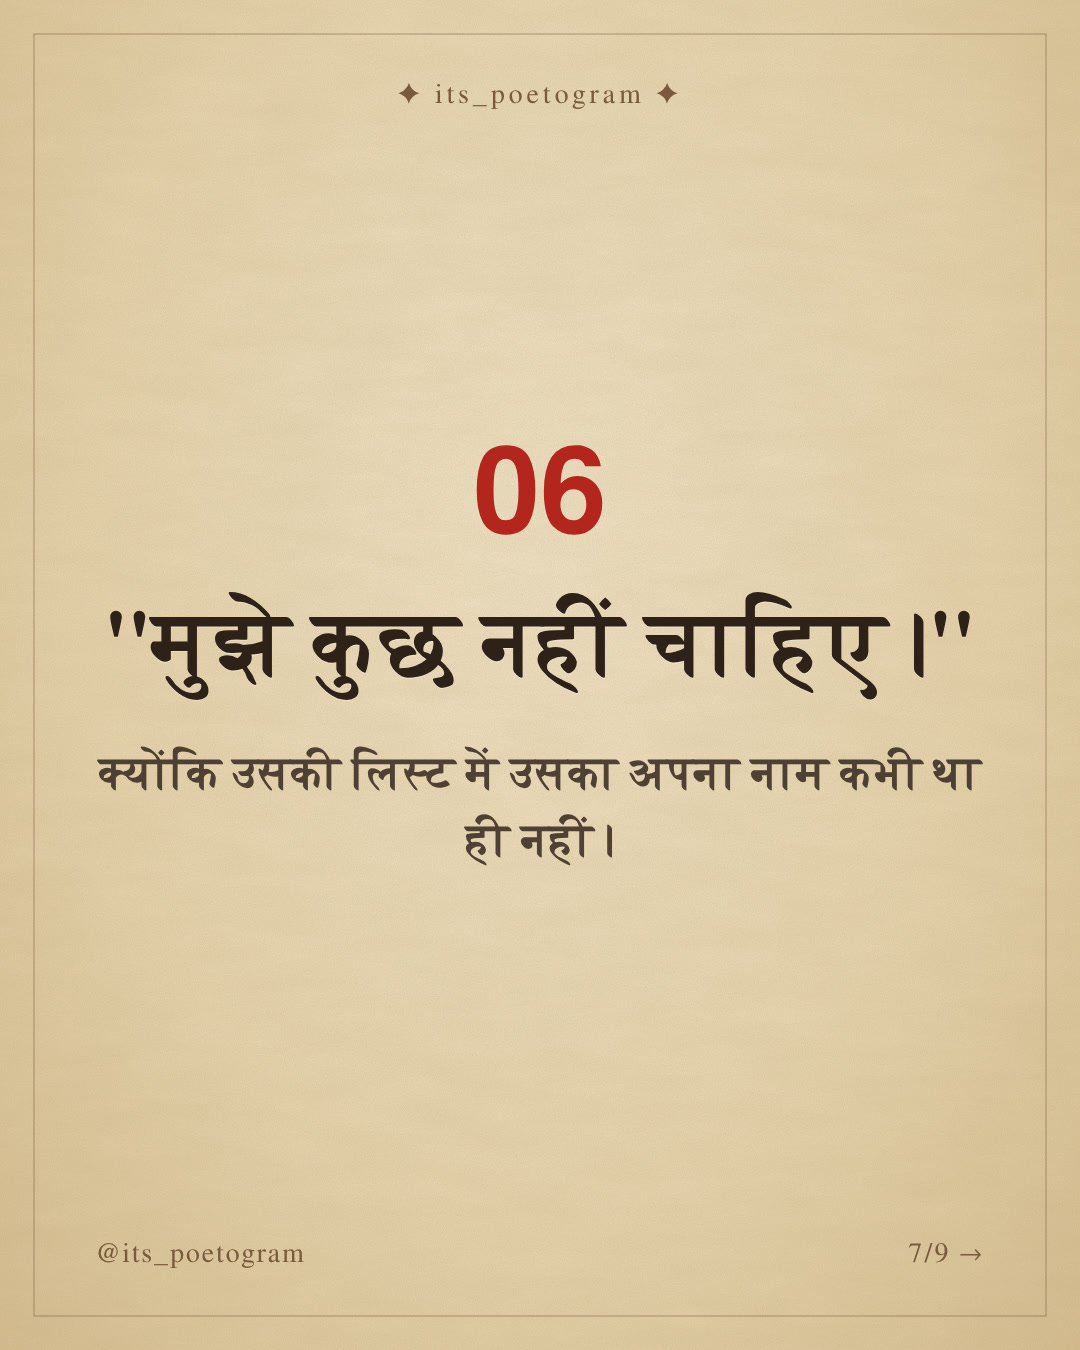 ✦ its_poetogram ✦
06
"मुझे कुछ नहीं चाहिए।"
क्योंकि उसकी लिस्ट में उसका अपना नाम कभी था
ही नहीं।
@its_poetogram
7/9 →